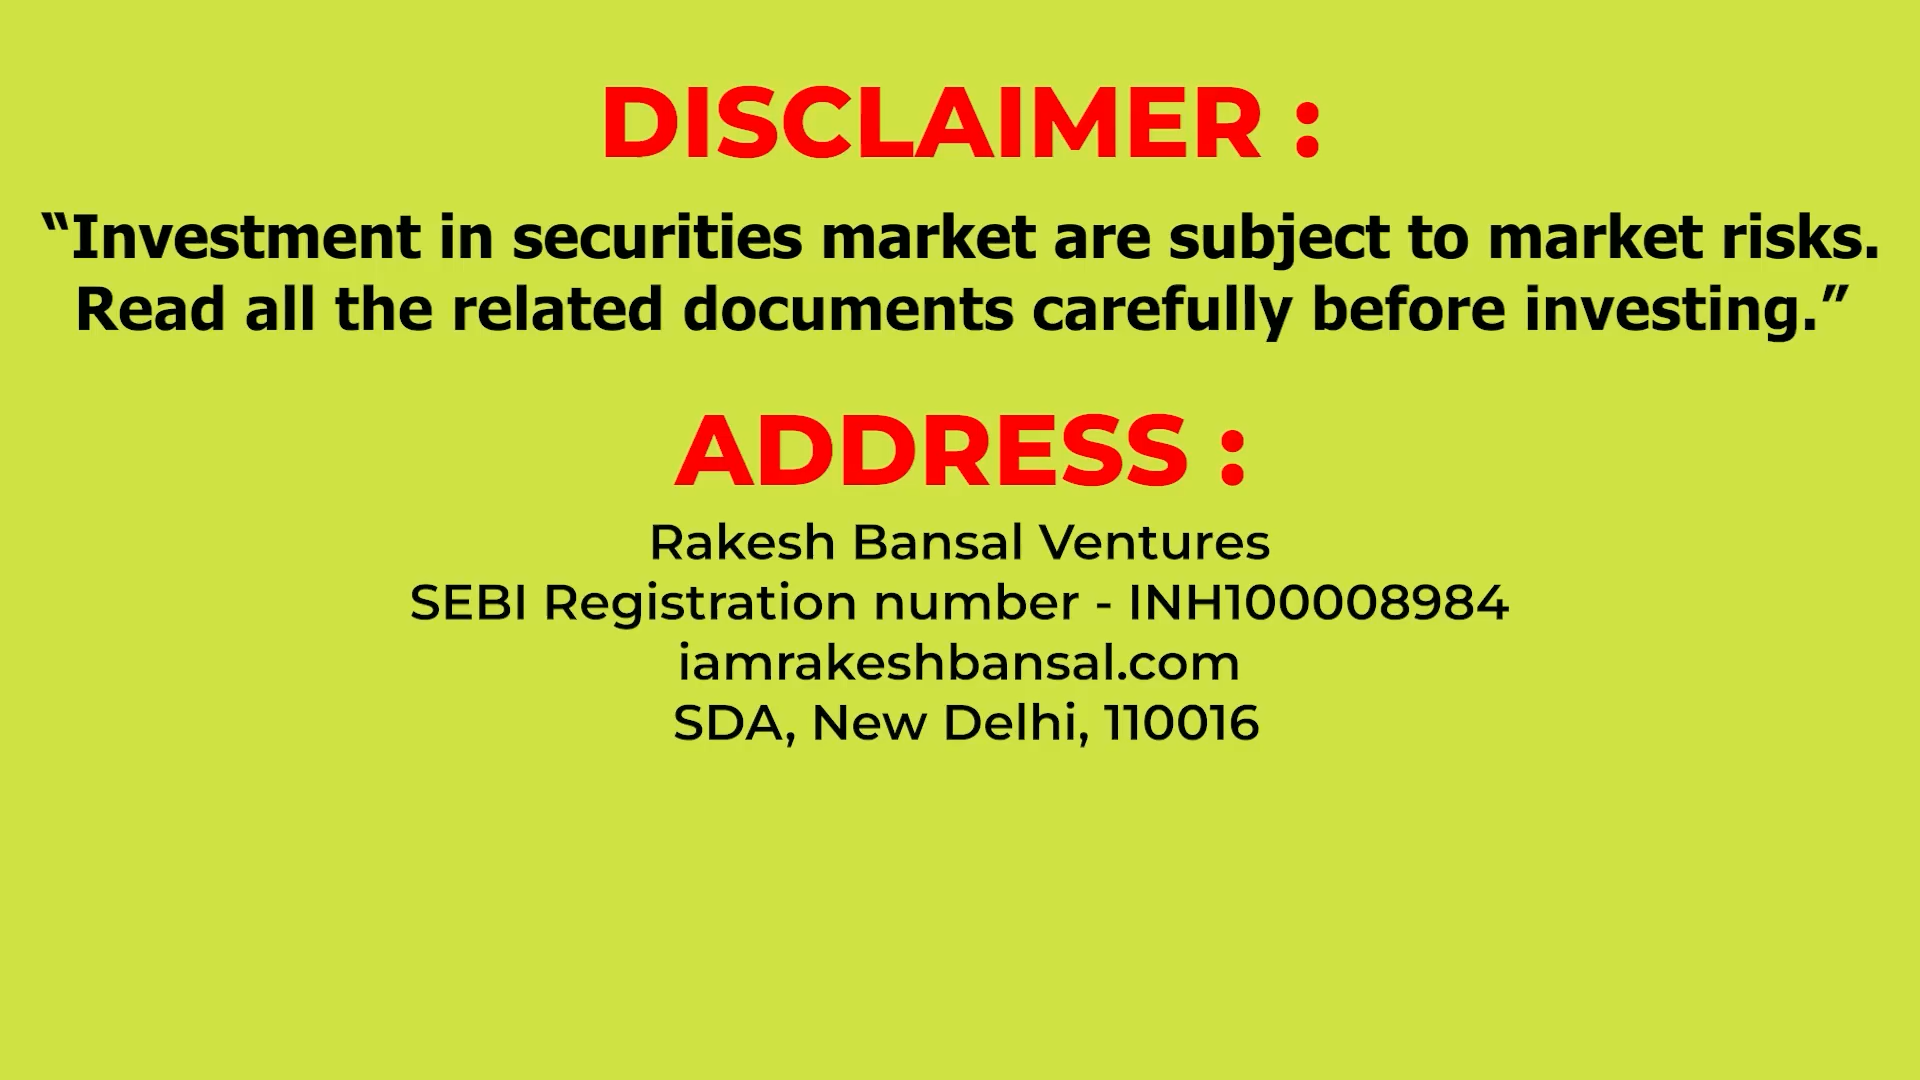 DISCLAIMER :
“Investment in securities market are subject to market risks.
Read all the related documents carefully before investing.”
ADDRESS :
Rakesh Bansal Ventures
SEBI Registration number - INH100008984
iamrakeshbansal.com
SDA, New Delhi, 110016